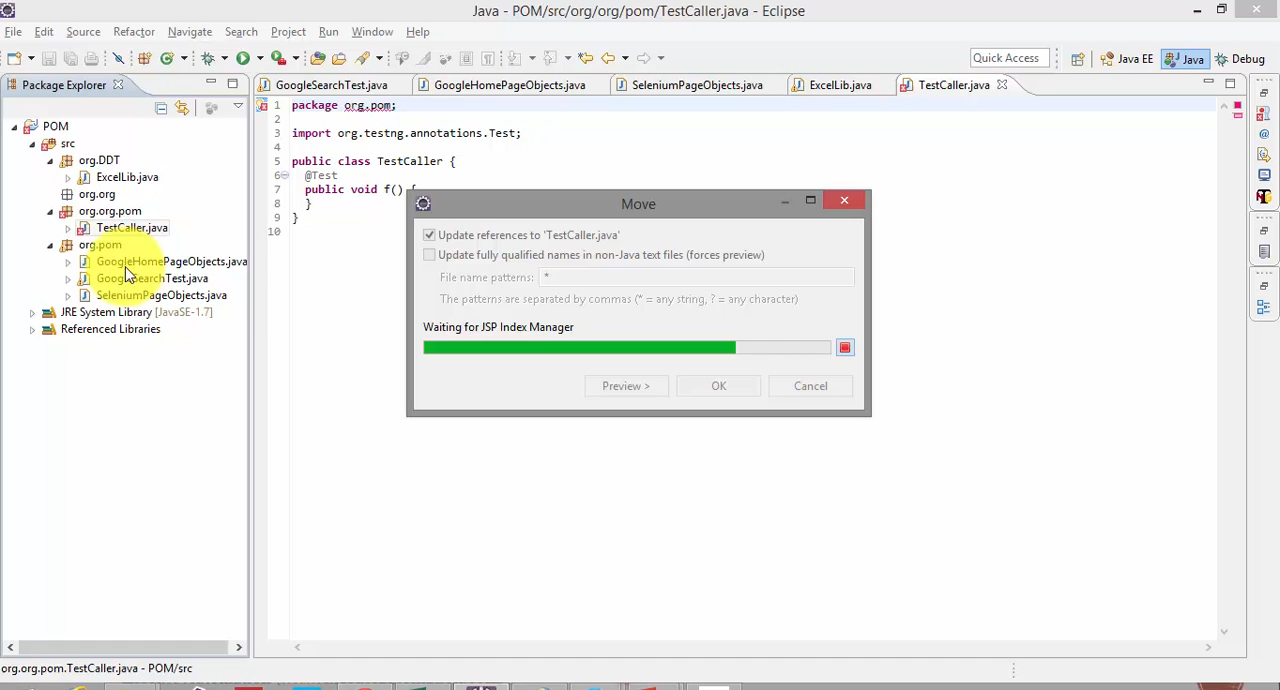 Java - POM/src/org/org/pom/TestCaller.java - Eclipse
File Edit Source Refactor Navigate Search Project Run Window Help
Quick Access
Java EE
Java
Debug
Package Explorer
GoogleSearchTest.java
GoogleHomePageObjects.java
SeleniumPageObjects.java
ExcelLib.java
TestCaller.java
POM
src
org.DDT
ExcelLib.java
org.org
org.org.pom
TestCaller.java
org.pom
GoogleHomePageObjects.java
GoogleSearchTest.java
SeleniumPageObjects.java
JRE System Library [JavaSE-1.7]
Referenced Libraries
1 package org.pom;
2
3 import org.testng.annotations.Test;
4
5 public class TestCaller {
6 @Test
7 public void f() {
8 }
9 }
10
Move
Update references to 'TestCaller.java'
Update fully qualified names in non-Java text files (forces preview)
File name patterns: *
The patterns are separated by commas (* = any string, ? = any character)
Waiting for JSP Index Manager
Preview > OK Cancel
org.org.pom.TestCaller.java - POM/src